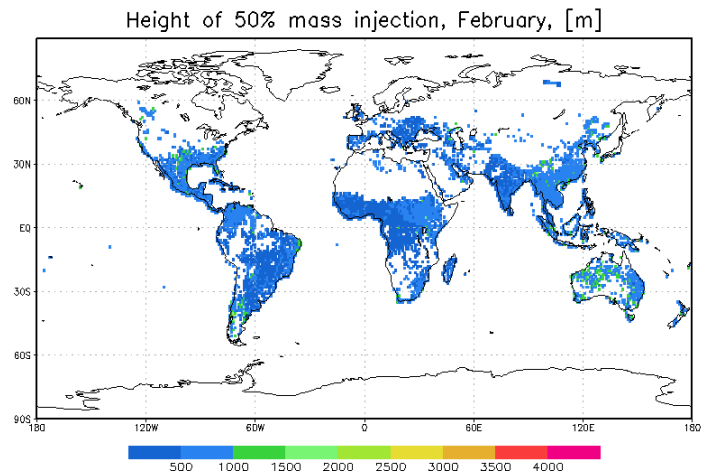 Height of 50% mass injection, February, [m]
60N
30N
EQ
30S
60S
90S
180 120W 60W 0 60E 120E 180
500 1000 1500 2000 2500 3000 3500 4000